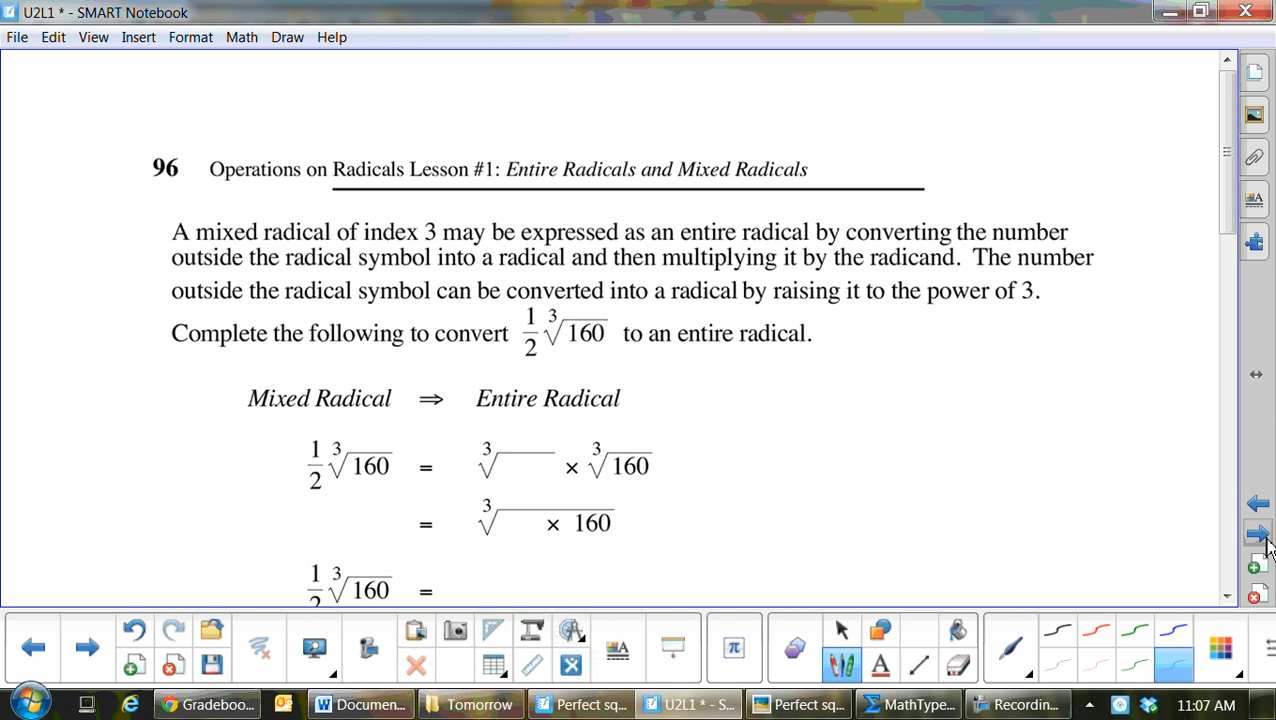 U2L1 * - SMART Notebook
File Edit View Insert Format Math Draw Help
96 Operations on Radicals Lesson #1: Entire Radicals and Mixed Radicals
A mixed radical of index 3 may be expressed as an entire radical by converting the number
outside the radical symbol into a radical and then multiplying it by the radicand. The number
outside the radical symbol can be converted into a radical by raising it to the power of 3.
Complete the following to convert 1/2 ∛160 to an entire radical.
Mixed Radical ⇒ Entire Radical
1/2 ∛160 = ∛ × ∛160
= ∛ × 160
1/2 ∛160 =
π
A
Gradeboo... Documen... Tomorrow Perfect sq... U2L1 * - S... Perfect sq... MathType... Recordin... 11:07 AM